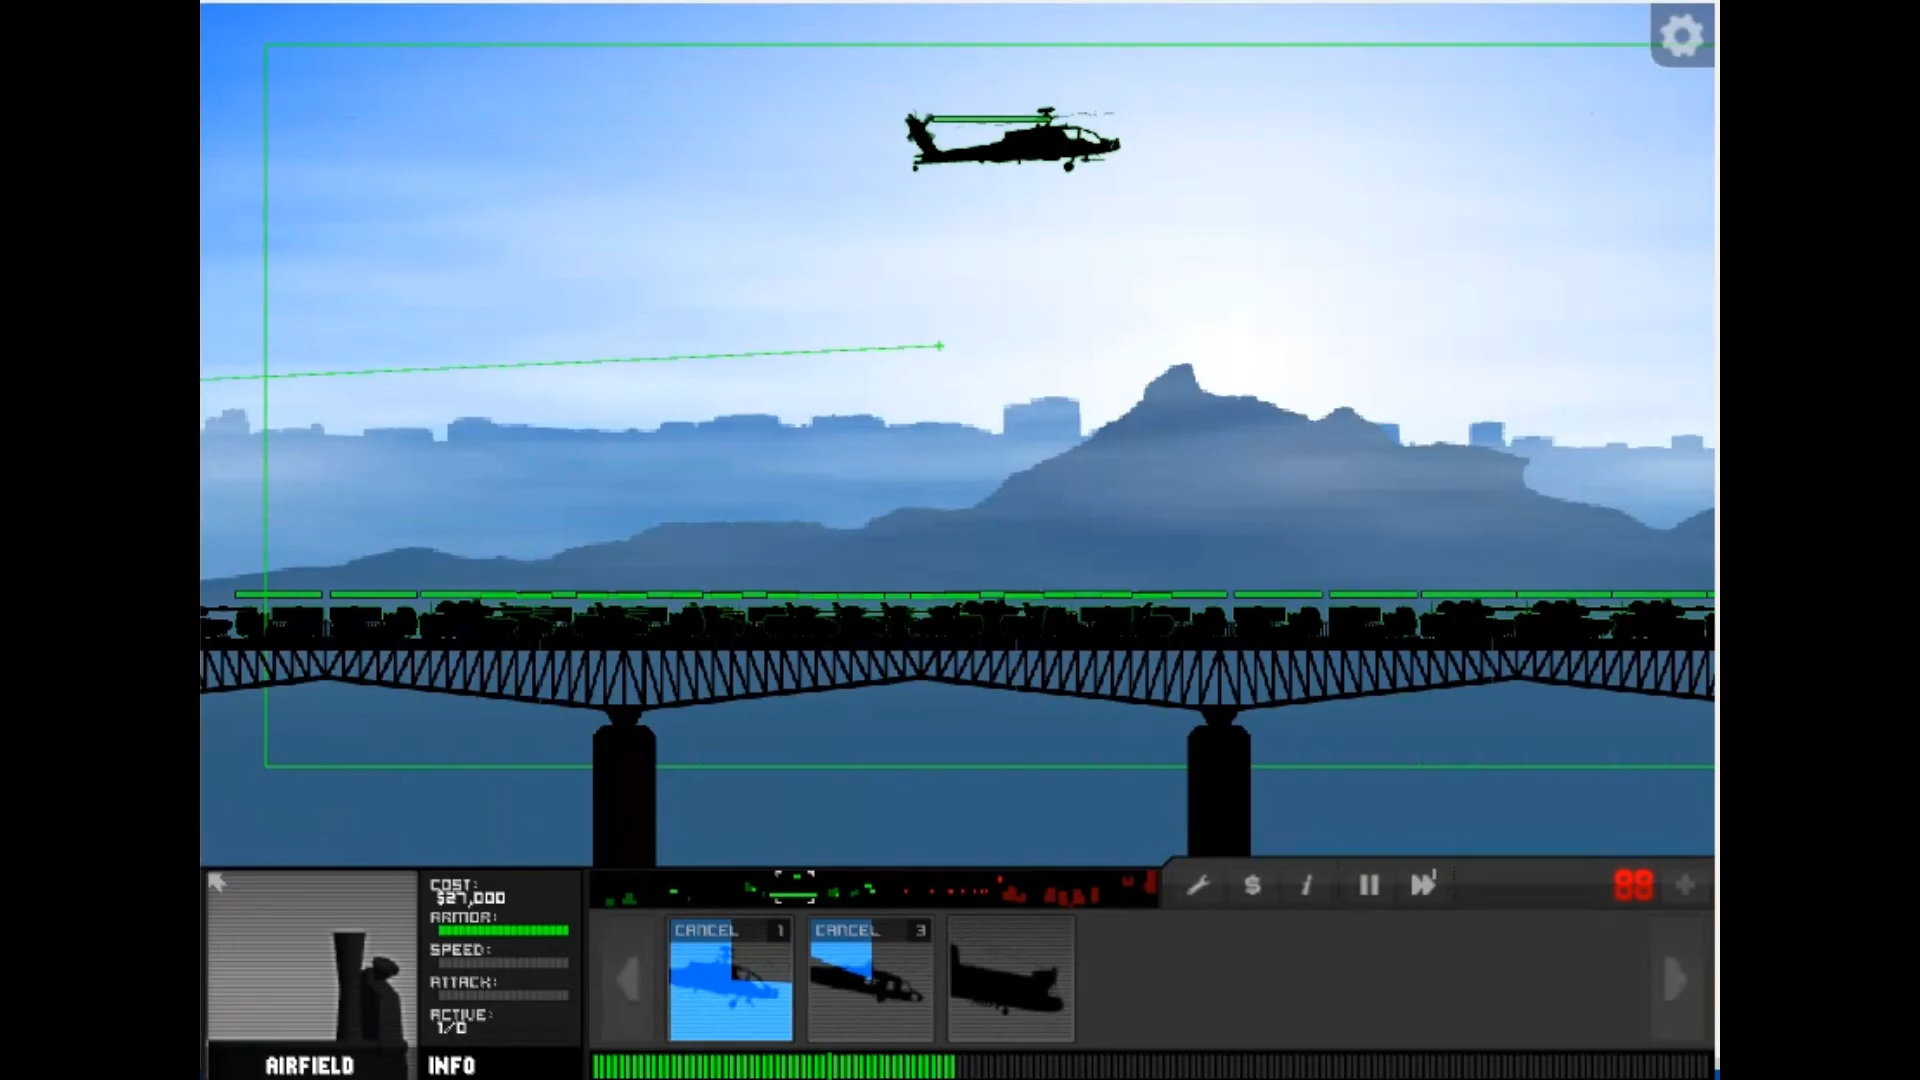 COST:
$27,000
ARMOR:
SPEED:
ATTACK:
ACTIVE:
1/0
AIRFIELD
INFO
CANCEL 1
CANCEL 3
$ i
88